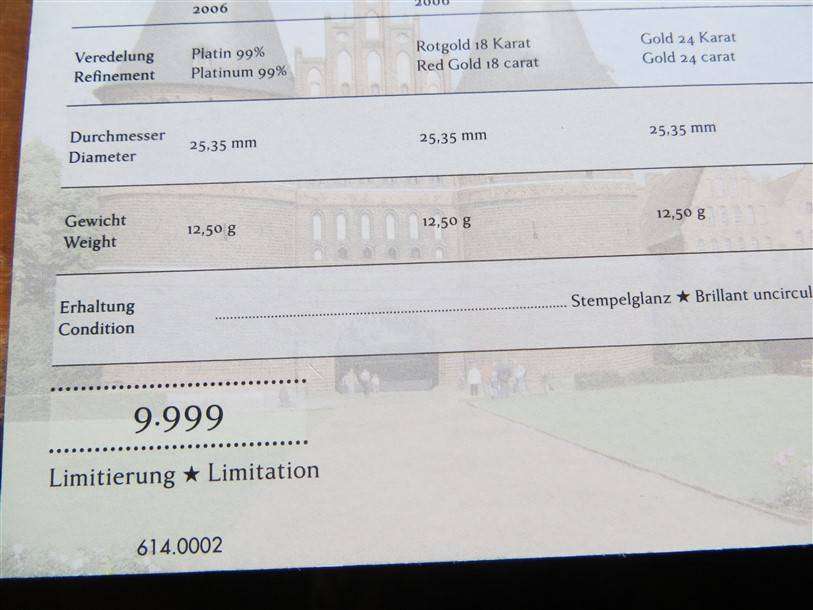 2006 2006
Veredelung Platin 99% Rotgold 18 Karat Gold 24 Karat
Refinement Platinum 99% Red Gold 18 carat Gold 24 carat
Durchmesser 25,35 mm 25,35 mm 25,35 mm
Diameter
Gewicht 12,50 g 12,50 g 12,50 g
Weight
Erhaltung ........................ Stempelglanz ★ Brillant uncircul
Condition
9.999
Limitierung ★ Limitation
614.0002